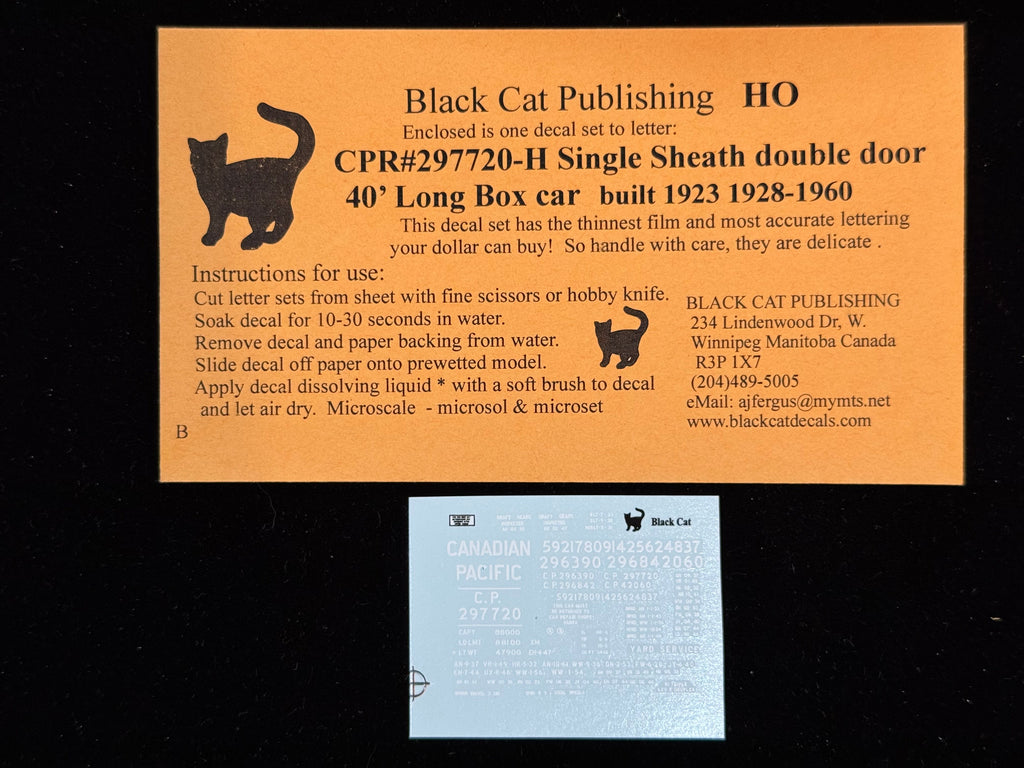 Black Cat Publishing HO
Enclosed is one decal set to letter:
CPR#297720-H Single Sheath double door
40' Long Box car built 1923 1928-1960
This decal set has the thinnest film and most accurate lettering
your dollar can buy! So handle with care, they are delicate .
Instructions for use:
Cut letter sets from sheet with fine scissors or hobby knife.
Soak decal for 10-30 seconds in water.
Remove decal and paper backing from water.
Slide decal off paper onto prewetted model.
Apply decal dissolving liquid * with a soft brush to decal
and let air dry. Microscale - microsol & microset
B
BLACK CAT PUBLISHING
234 Lindenwood Dr, W.
Winnipeg Manitoba Canada
R3P 1X7
(204)489-5005
eMail: ajfergus@mymts.net
www.blackcatdecals.com
Black Cat
CANADIAN
PACIFIC
C.P.
297720
592178091425624837
296390 296842060
C.P.296390 C.P. 297720
C.P.296842 C.P.42060
592178091425624837
CAPY 88000
LDLMT 88100
LTWT 47900
YARD SERVICE